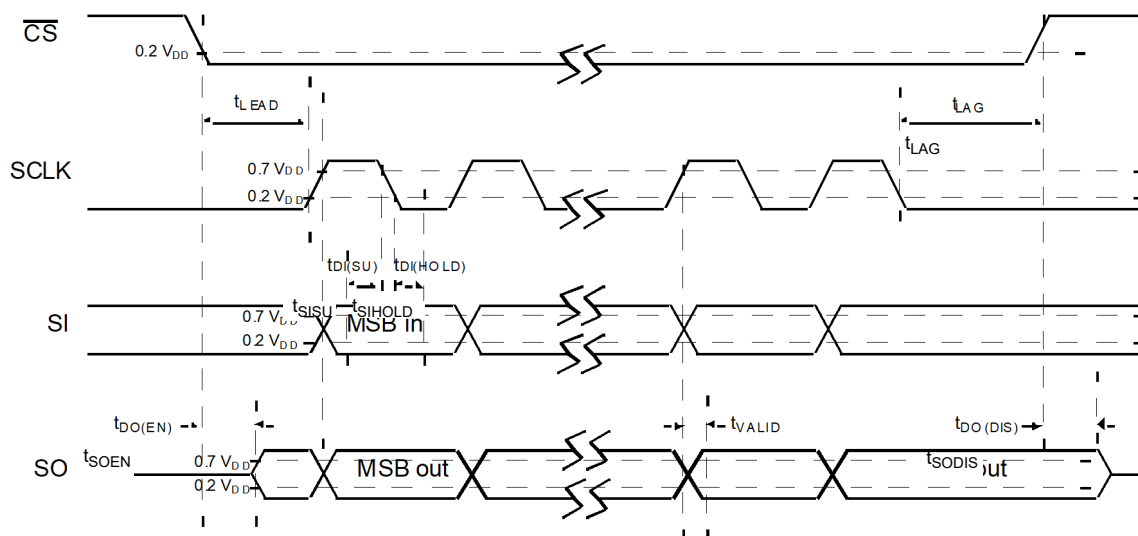 CS
0.2 VDD
tLEAD
tLAG
tLAG
SCLK
0.7 VDD
0.2 VDD
tDI(SU) tDI(HOLD)
tSISU tSIHOLD
SI
0.7 VDD
MSB in
0.2 VDD
tDO(EN)
tVALID
tDO(DIS)
tSOEN
tSODIS
SO
0.7 VDD
MSB out
0.2 VDD